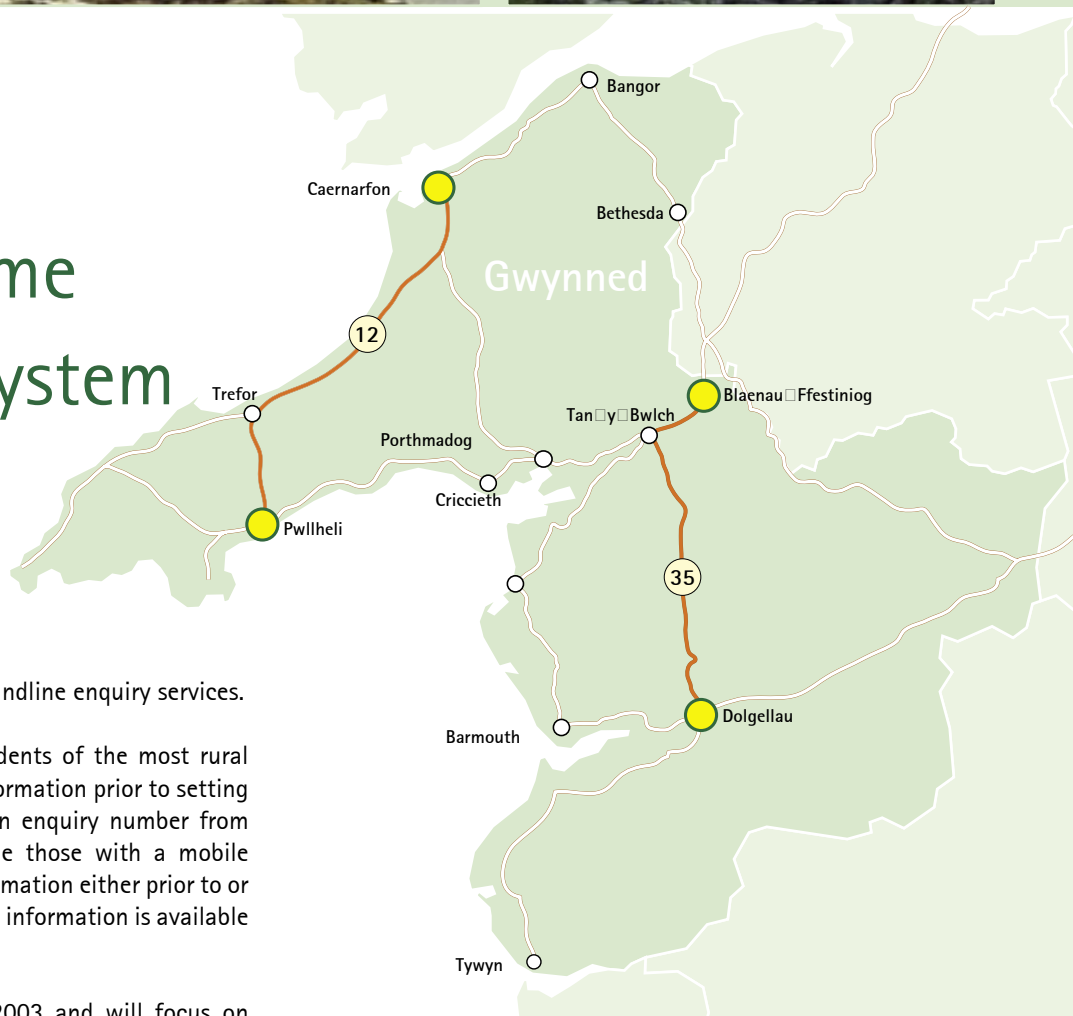 Bangor
Caernarfon
Bethesda
me
Gwynned
ystem
12
Trefor
Blaenau□Ffestiniog
Tan□y□Bwlch
Porthmadog
Criccieth
Pwllheli
35
ndline enquiry services.
Dolgellau
Barmouth
dents of the most rural
ormation prior to setting
n enquiry number from
e those with a mobile
mation either prior to or
information is available
Tywyn
2003 and will focus on